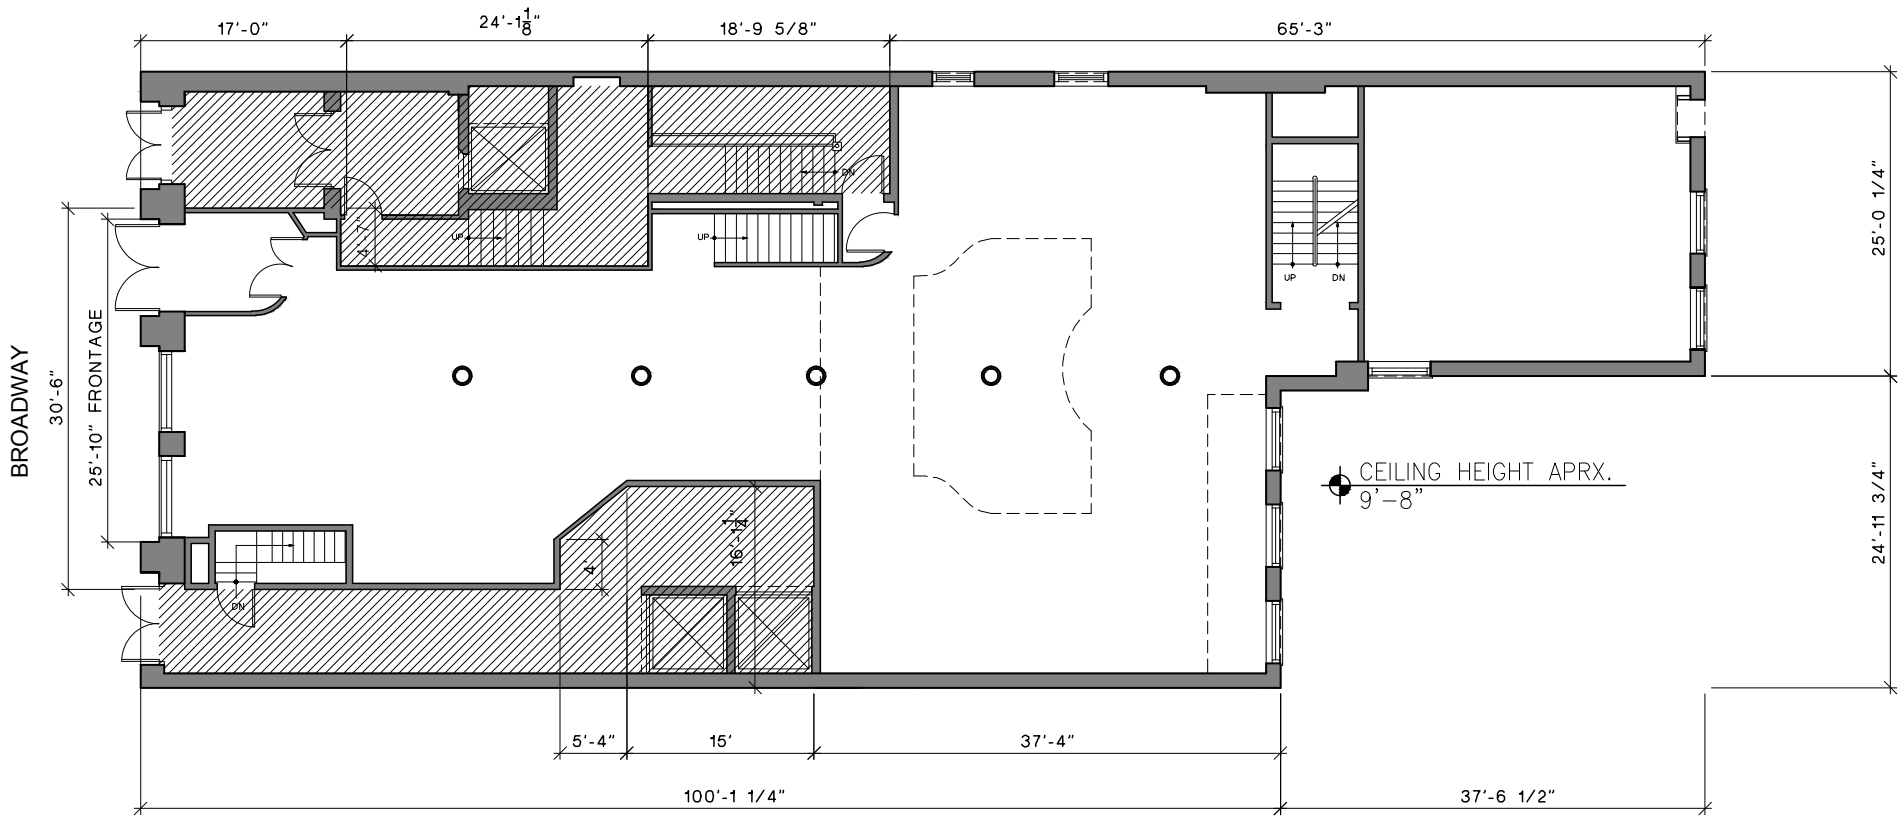 17'-0"
24'-1 1/8"
18'-9 5/8"
65'-3"
DN
4'-7"
UP
UP
UP
DN
25'-0 1/4"
BROADWAY
30'-6"
25'-10" FRONTAGE
CEILING HEIGHT APRX.
9'-8"
24'-11 3/4"
16'-1 1/4"
4'
DN
5'-4"
15'
37'-4"
100'-1 1/4"
37'-6 1/2"